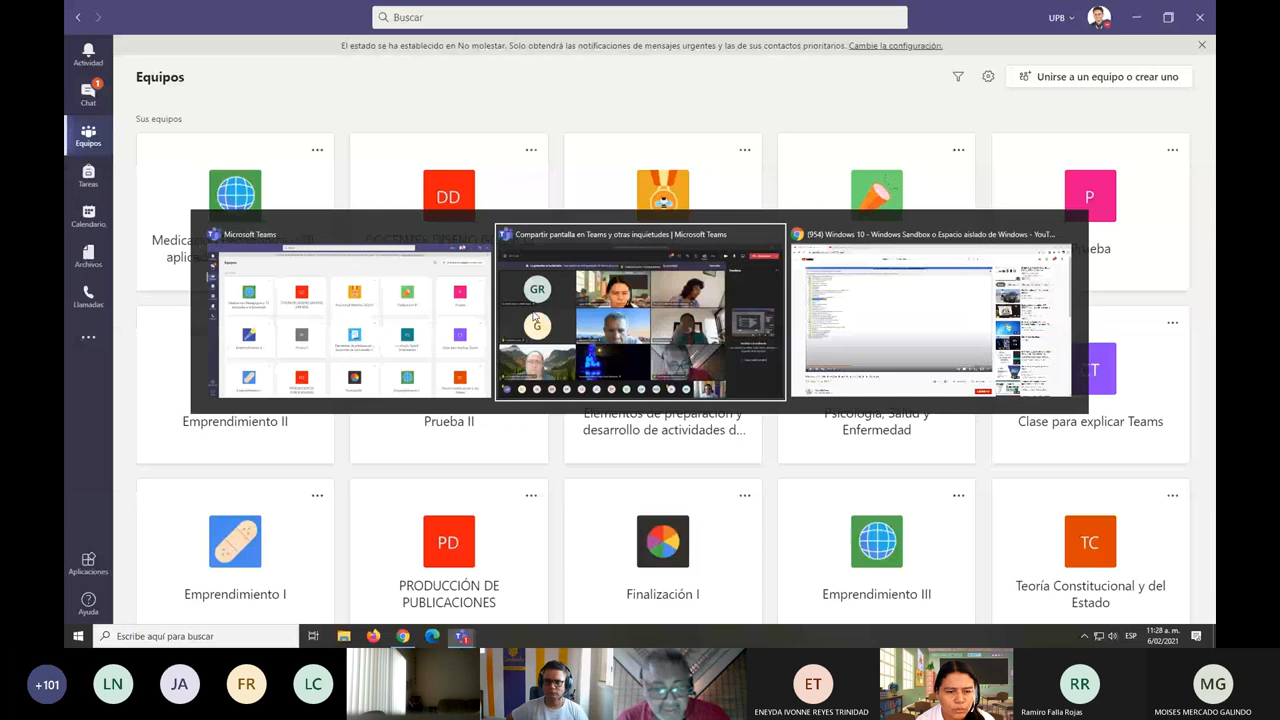 Buscar
UPB
El estado se ha establecido en No molestar. Solo obtendrá las notificaciones de mensajes urgentes y las de sus contactos prioritarios. Cambie la configuración.
Actividad
1
Chat
Equipos
Tareas
Calendario
Archivos
Llamadas
Aplicaciones
Ayuda
Equipos
Unirse a un equipo o crear uno
Sus equipos
DD
P
Microsoft Teams
Compartir pantalla en Teams y otras inquietudes | Microsoft Teams
(954) Windows 10 - Windows Sandbox o Espacio aislado de Windows - YouT...
GR
G
CT
Emprendimiento II
Prueba II
Elementos de preparación y
desarrollo de actividades d...
Psicología, Salud y
Enfermedad
Clase para explicar Teams
PD
TC
Emprendimiento I
PRODUCCIÓN DE
PUBLICACIONES
Finalización I
Emprendimiento III
Teoría Constitucional y del
Estado
Escribe aquí para buscar
ESP
11:28 a. m.
6/02/2021
+101
LN
JA
FR
LC
ET
ENEYDA IVONNE REYES TRINIDAD
RR
Ramiro Falla Rojas
MG
MOISES MERCADO GALINDO